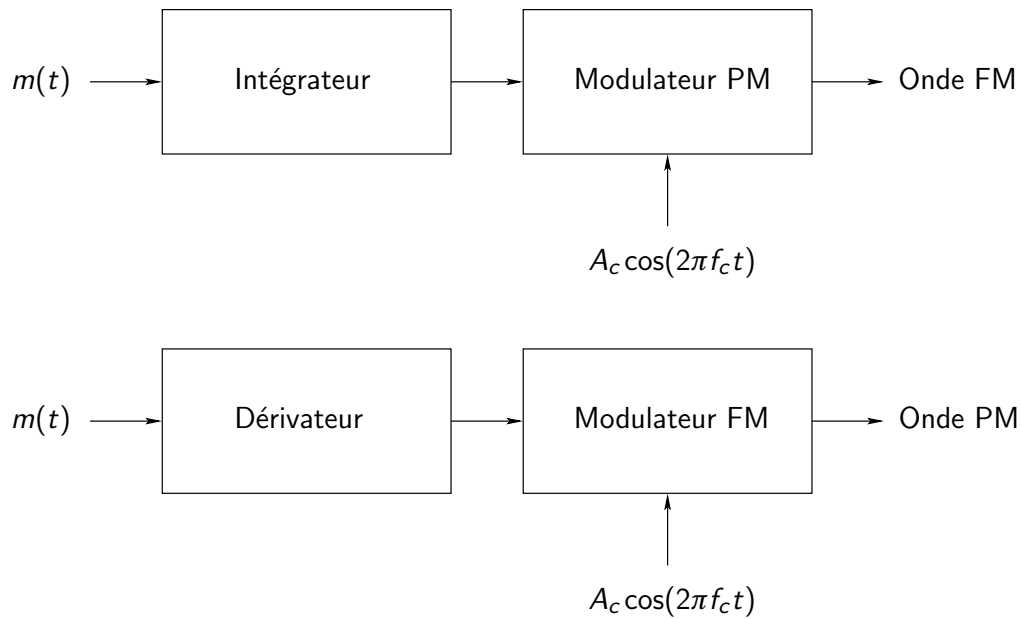 m(t) Intégrateur Modulateur PM Onde FM
A_c cos(2πf_c t)
m(t) Dérivateur Modulateur FM Onde PM
A_c cos(2πf_c t)